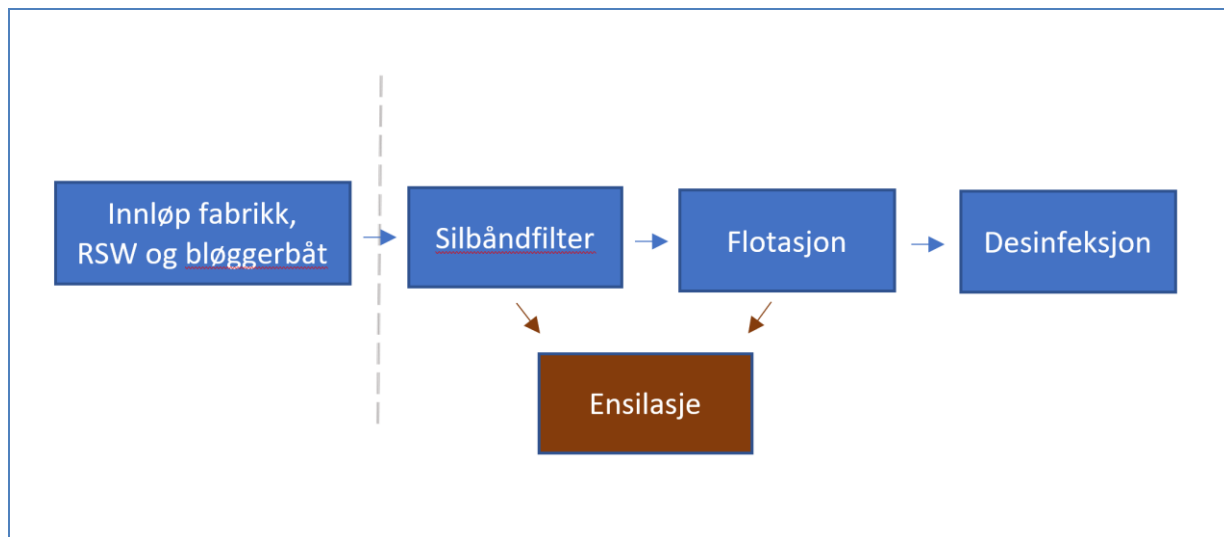 Innløp fabrikk,
RSW og bløggerbåt
Silbåndfilter
Flotasjon
Desinfeksjon
Ensilasje